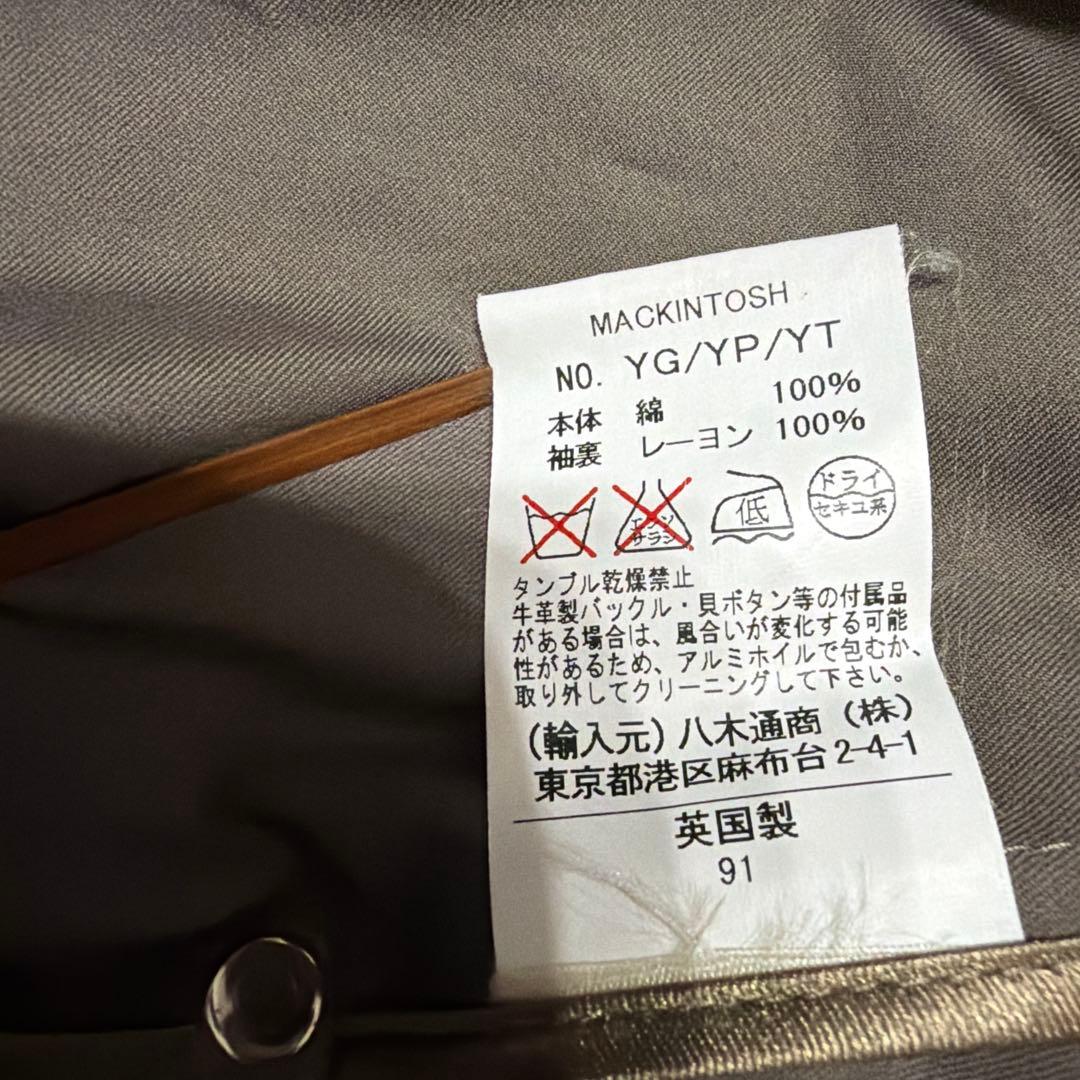 MACKINTOSH
NO. YG/YP/YT
本体 綿 100%
袖裏 レーヨン 100%
エンソ サラシ 低 ドライ セキユ系
タンブル乾燥禁止
牛革製バックル・貝ボタン等の付属品
がある場合は、風合いが変化する可能
性があるため、アルミホイルで包むか、
取り外してクリーニングして下さい。
(輸入元) 八木通商 (株)
東京都港区麻布台2-4-1
英国製
91